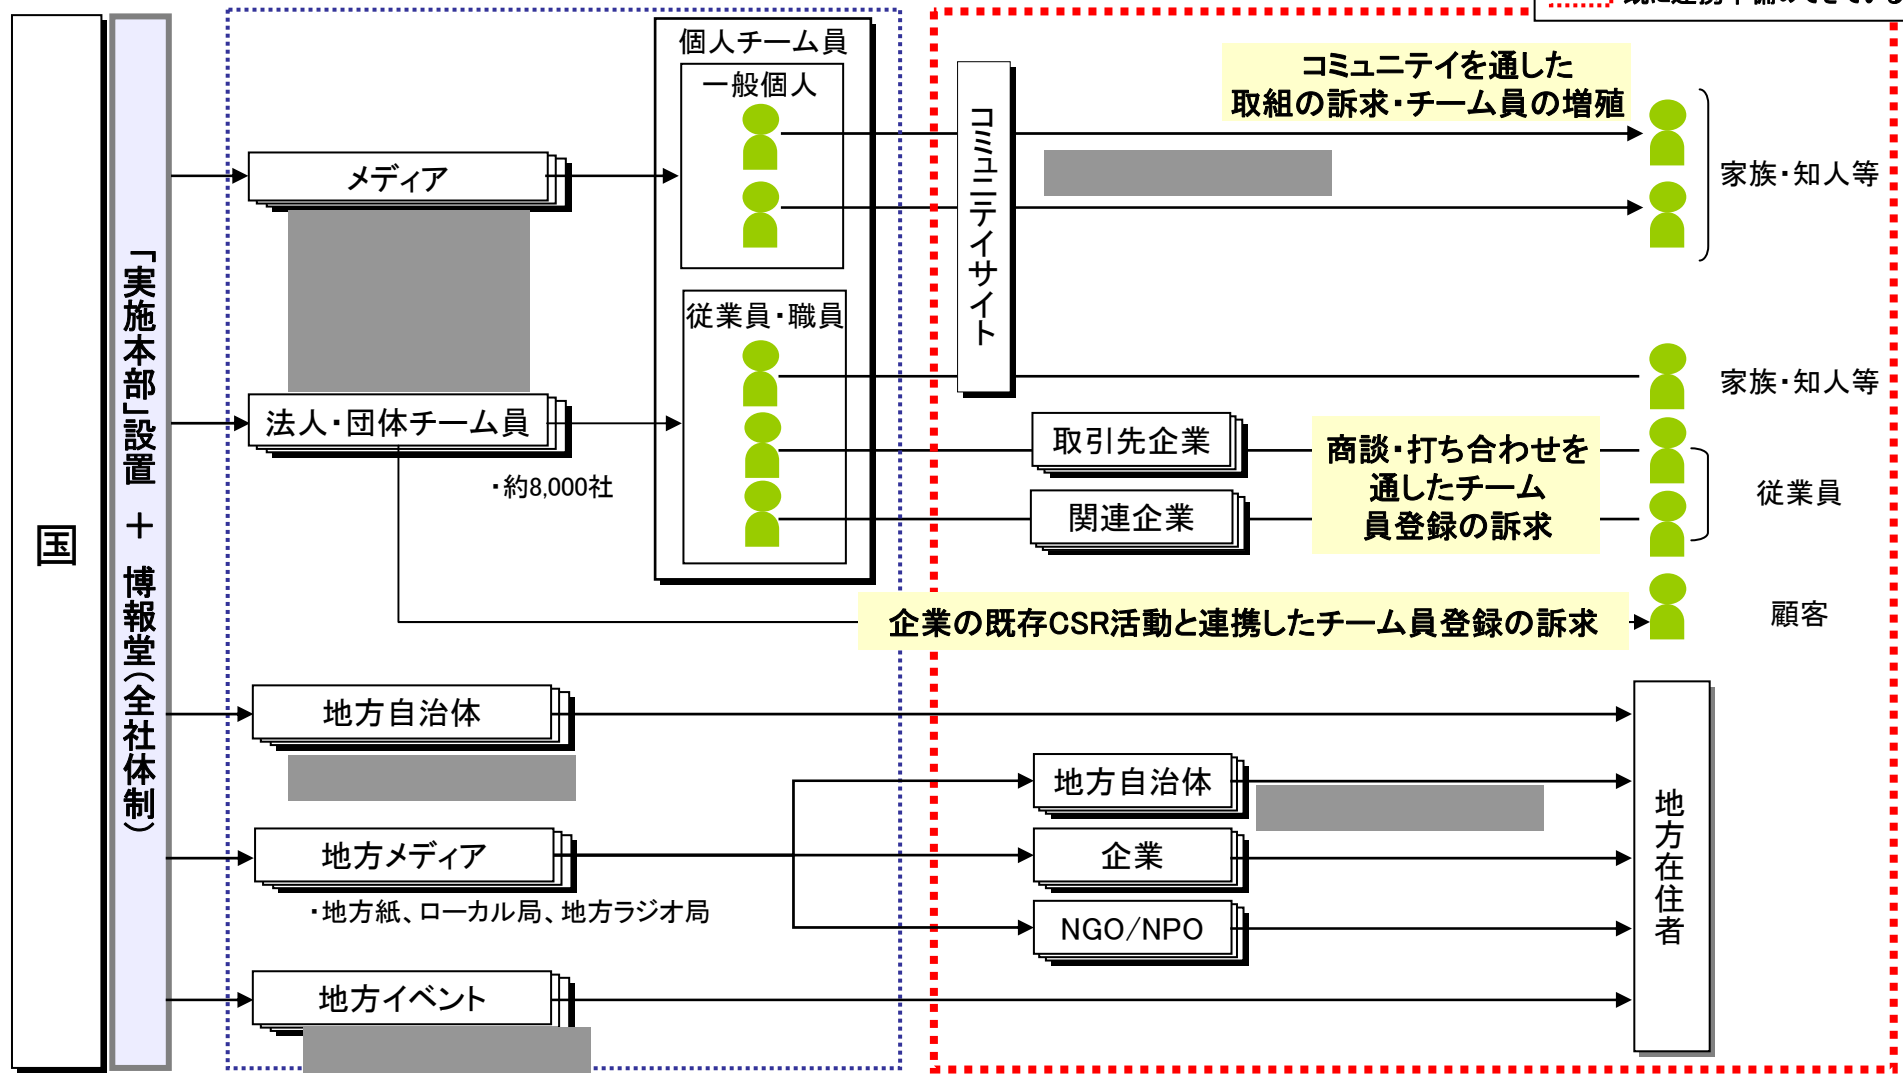 国
「実施本部」設置 ＋ 博報堂（全社体制）
個人チーム員
一般個人
コミュニテイを通した
取組の訴求・チーム員の増殖
コミュニテイサイト
メディア
家族・知人等
従業員・職員
家族・知人等
法人・団体チーム員
・約8,000社
取引先企業
商談・打ち合わせを
通したチーム
員登録の訴求
関連企業
従業員
企業の既存CSR活動と連携したチーム員登録の訴求
顧客
地方自治体
地方自治体
地方メディア
企業
・地方紙、ローカル局、地方ラジオ局
NGO/NPO
地方在住者
地方イベント